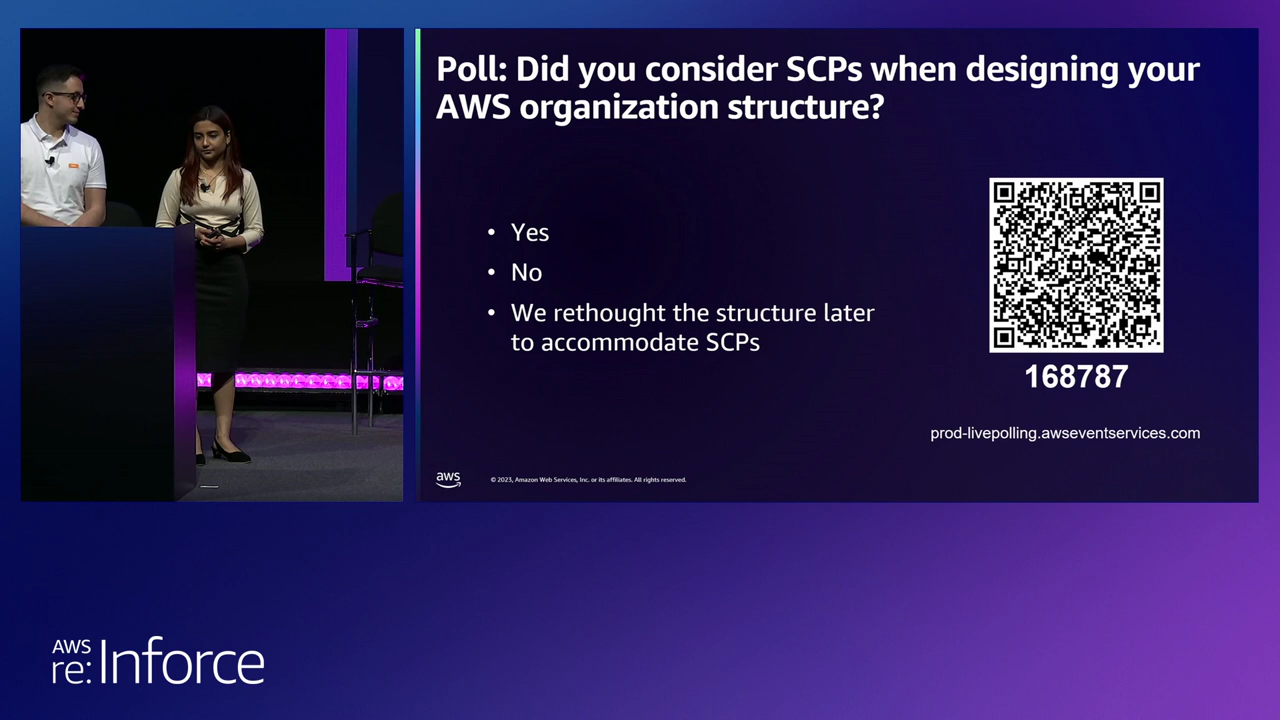 Poll: Did you consider SCPs when designing your
AWS organization structure?
• Yes
• No
• We rethought the structure later
to accommodate SCPs
168787
prod-livepolling.awseventservices.com
aws
© 2023, Amazon Web Services, Inc. or its affiliates. All rights reserved.
AWS
re:Inforce